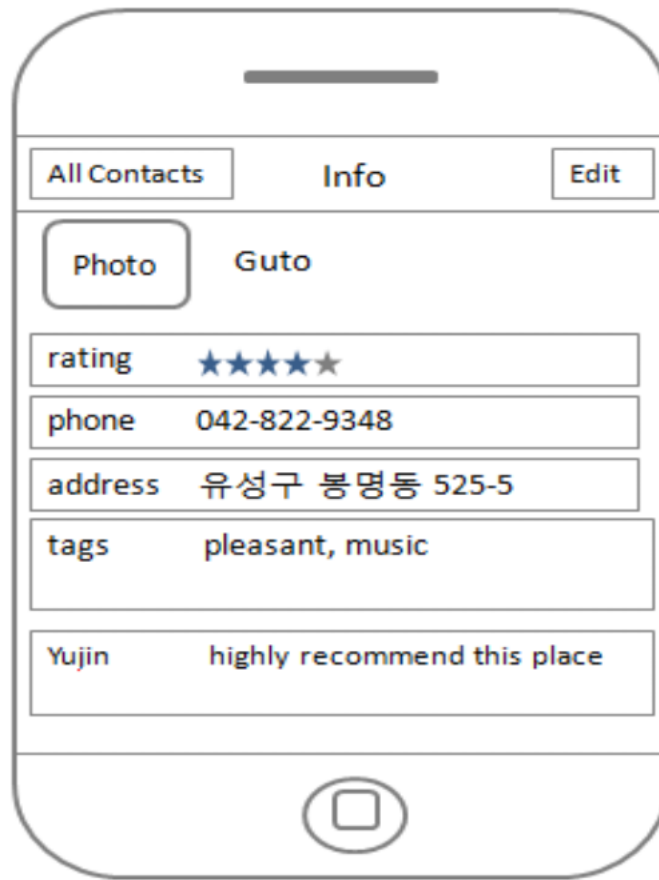 All Contacts Info Edit
Photo Guto
rating ★★★★★
phone 042-822-9348
address 유성구 봉명동 525-5
tags pleasant, music
Yujin highly recommend this place